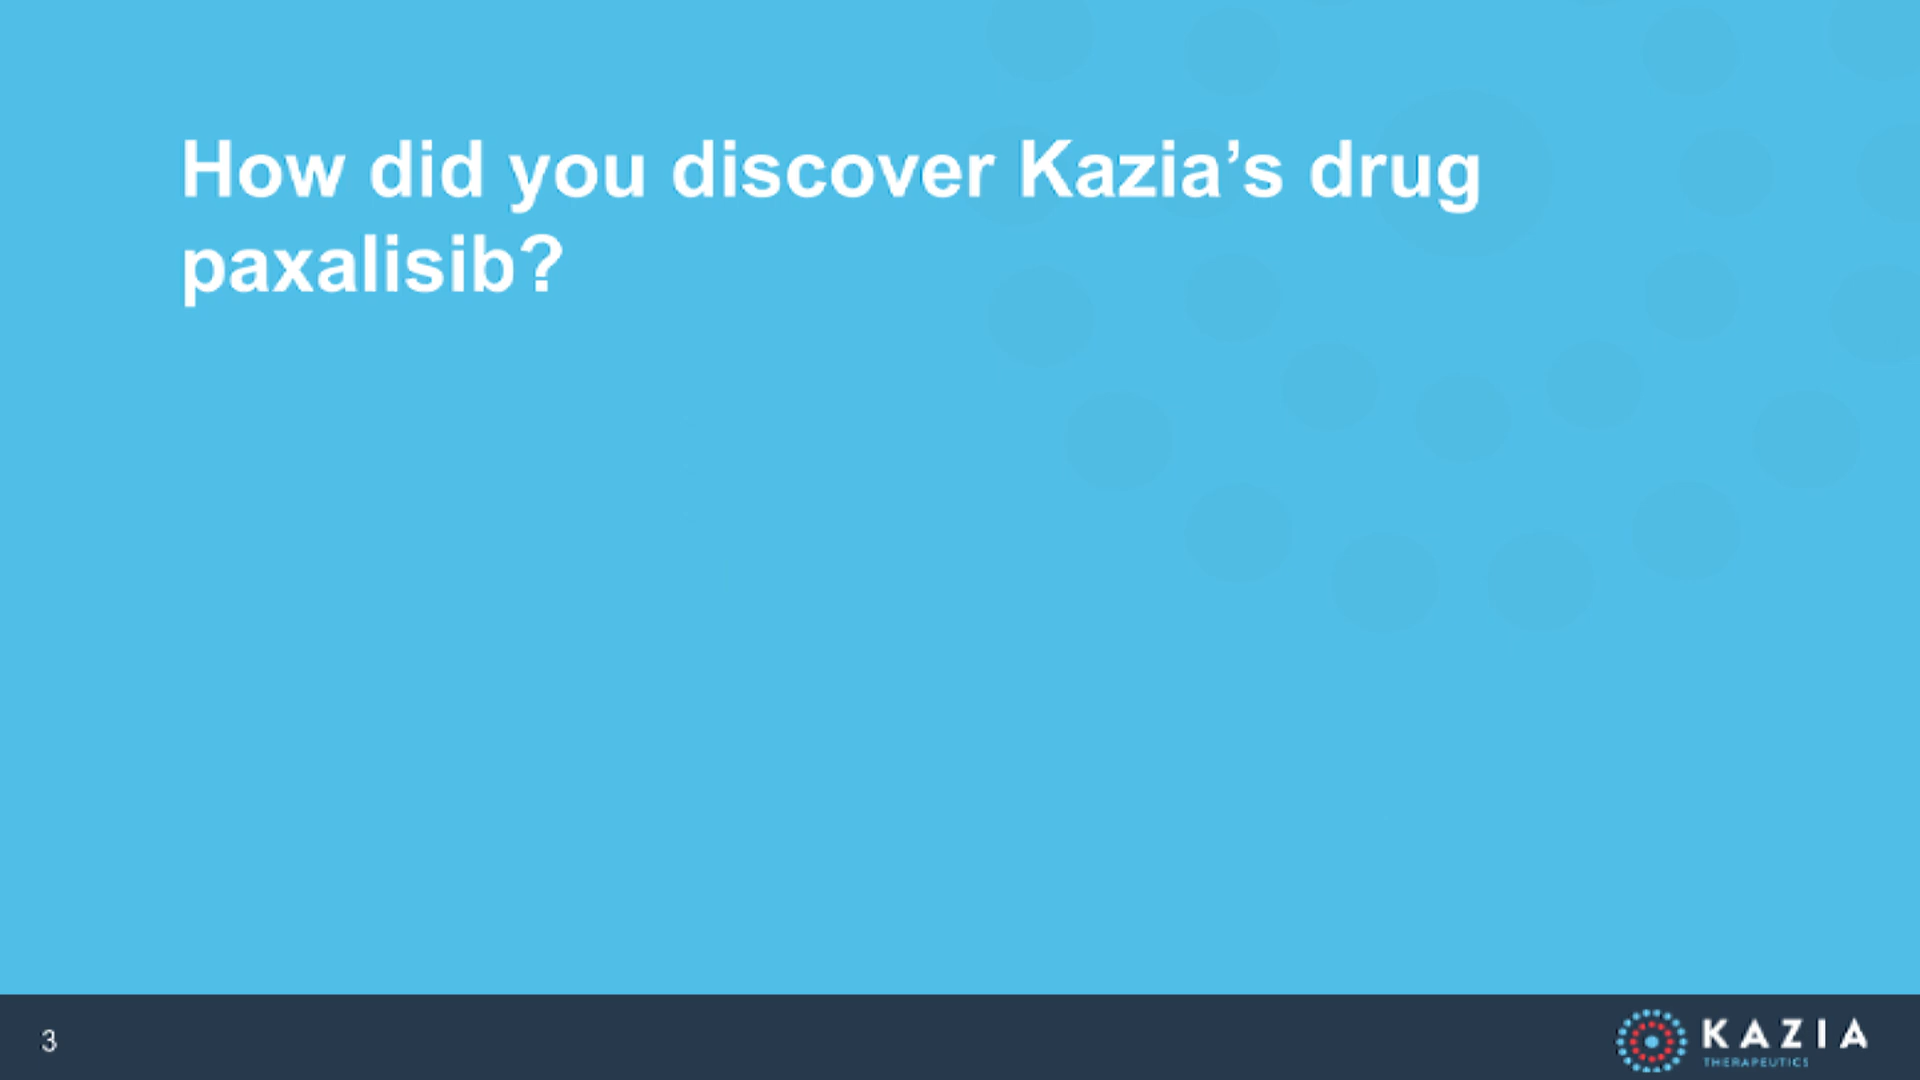 How did you discover Kazia’s drug
paxalisib?
3
KAZIA
THERAPEUTICS